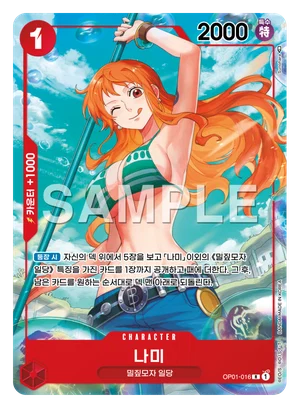 1
2000
특수
特
카운터 +1000
SAMPLE
등장 시 자신의 덱 위에서 5장을 보고 「나미」 이외의 《밀짚모자
일당》 특징을 가진 카드를 1장까지 공개하고 패에 더한다. 그 후,
남은 카드를 원하는 순서대로 덱 맨 아래로 되돌린다.
CHARACTER
나미
밀짚모자 일당
OP01-016 R